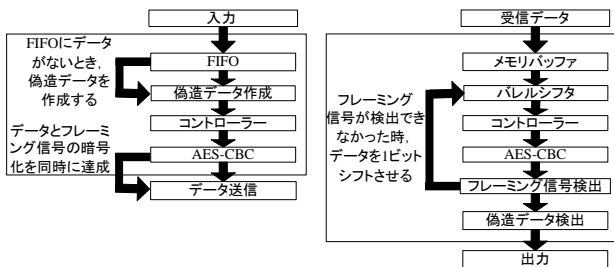 入力
FIFOにデータ
がないとき,
偽造データを
作成する
FIFO
偽造データ作成
コントローラー
データとフレーミ
ング信号の暗号
化を同時に達成
AES-CBC
データ送信
受信データ
メモリバッファ
バレルシフタ
フレーミング
信号が検出でき
なかった時,
データを1ビット
シフトさせる
コントローラー
AES-CBC
フレーミング信号検出
偽造データ検出
出力